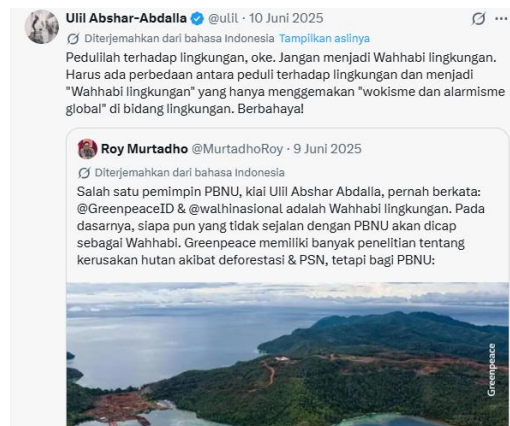 Ulil Abshar-Abdalla @ulil · 10 Juni 2025
Diterjemahkan dari bahasa Indonesia Tampilkan aslinya
Pedulilah terhadap lingkungan, oke. Jangan menjadi Wahhabi lingkungan.
Harus ada perbedaan antara peduli terhadap lingkungan dan menjadi
"Wahhabi lingkungan" yang hanya menggemakan "wokisme dan alarmisme
global" di bidang lingkungan. Berbahaya!
Roy Murtadho @MurtadhoRoy · 9 Juni 2025
Diterjemahkan dari bahasa Indonesia
Salah satu pemimpin PBNU, kiai Ulil Abshar Abdalla, pernah berkata:
@GreenpeaceID & @walhinasional adalah Wahhabi lingkungan. Pada
dasarnya, siapa pun yang tidak sejalan dengan PBNU akan dicap
sebagai Wahhabi. Greenpeace memiliki banyak penelitian tentang
kerusakan hutan akibat deforestasi & PSN, tetapi bagi PBNU:
Greenpeace